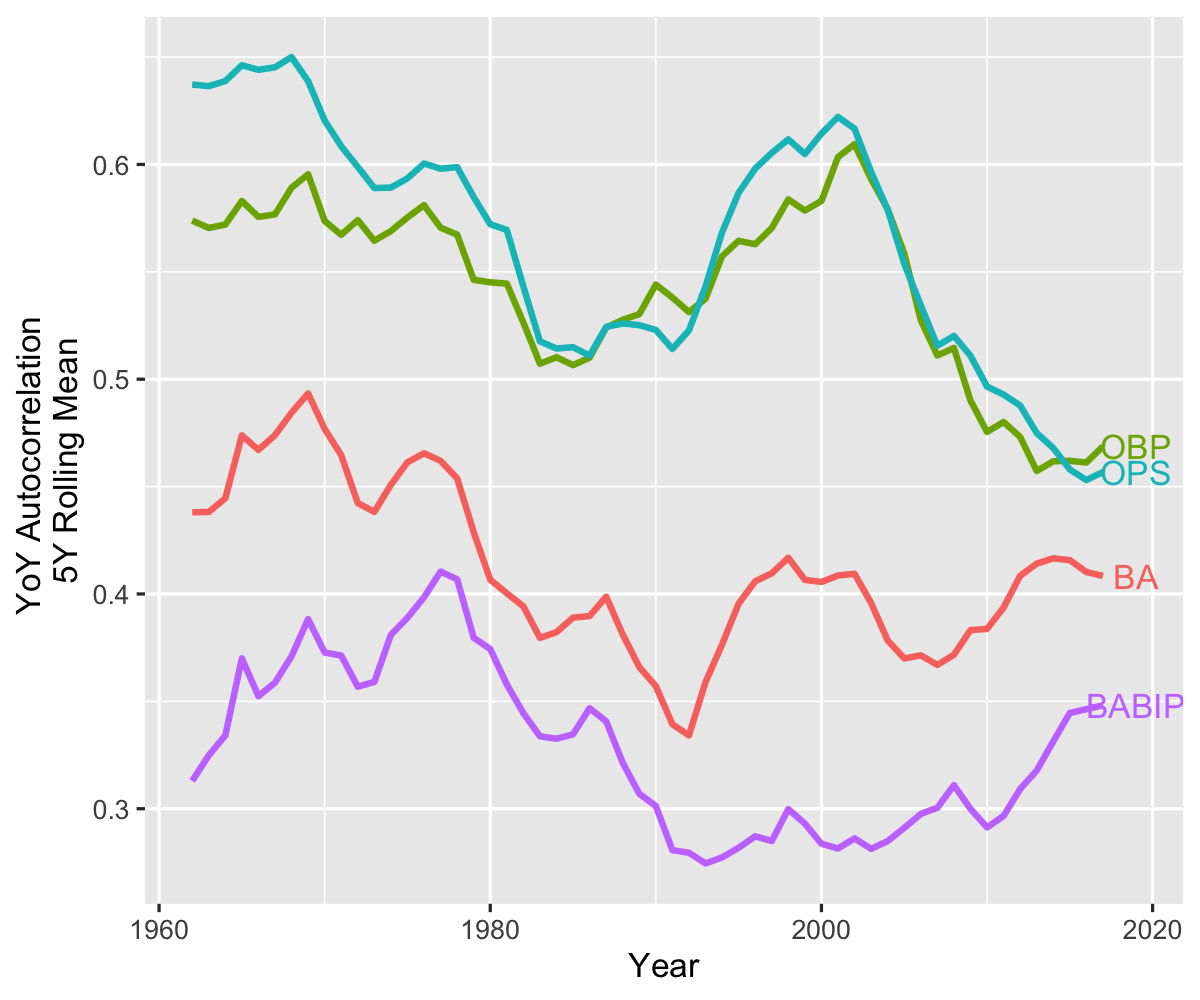 YoY Autocorrelation
5Y Rolling Mean
0.6
0.5
0.4
0.3
OBP
OPS
BA
BABIP
1960
1980
2000
2020
Year